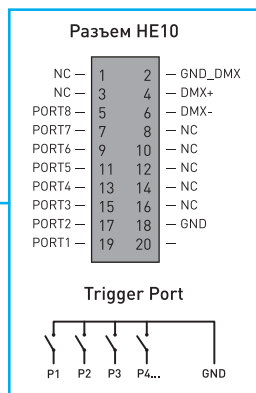 Разъем HE10
NC – 1 2 – GND_DMX
NC – 3 4 – DMX+
PORT8 – 5 6 – DMX-
PORT7 – 7 8 – NC
PORT6 – 9 10 – NC
PORT5 – 11 12 – NC
PORT4 – 13 14 – NC
PORT3 – 15 16 – NC
PORT2 – 17 18 – GND
PORT1 – 19 20 –
Trigger Port
P1 P2 P3 P4... GND